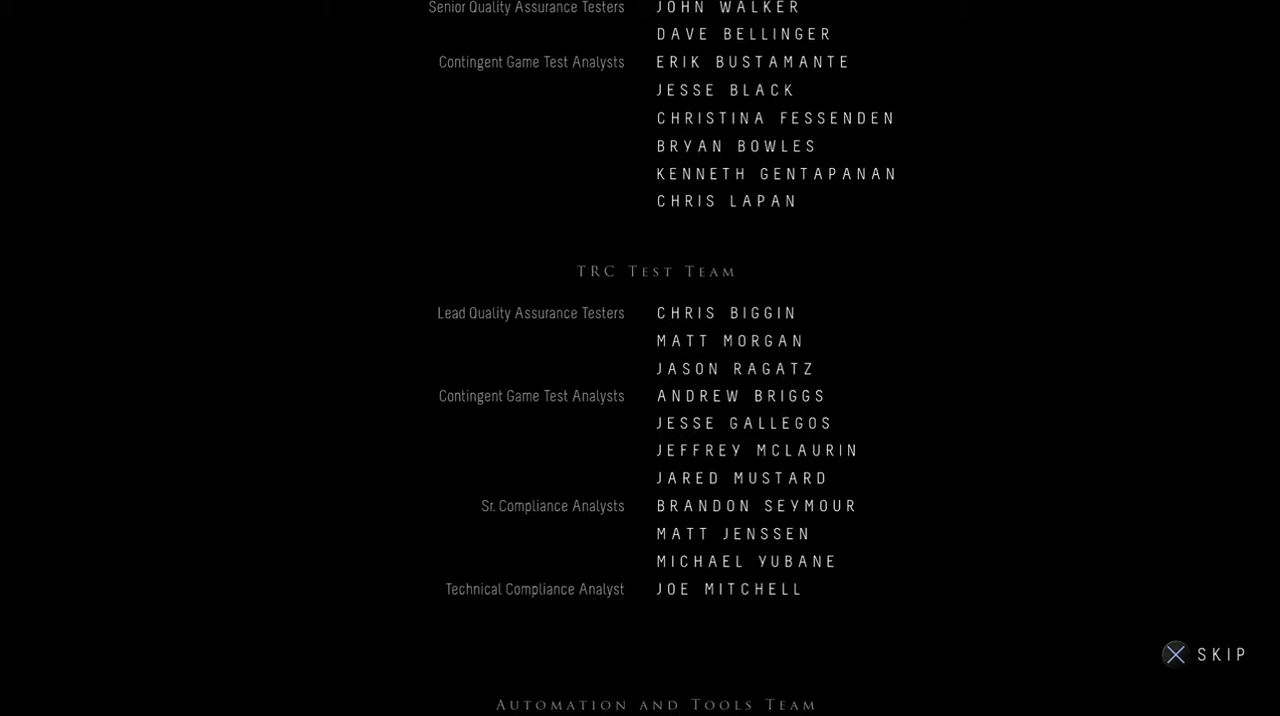 Senior Quality Assurance Testers JOHN WALKER
DAVE BELLINGER
Contingent Game Test Analysts ERIK BUSTAMANTE
JESSE BLACK
CHRISTINA FESSENDEN
BRYAN BOWLES
KENNETH GENTAPANAN
CHRIS LAPAN
TRC TEST TEAM
Lead Quality Assurance Testers CHRIS BIGGIN
MATT MORGAN
JASON RAGATZ
Contingent Game Test Analysts ANDREW BRIGGS
JESSE GALLEGOS
JEFFREY MCLAURIN
JARED MUSTARD
Sr. Compliance Analysts BRANDON SEYMOUR
MATT JENSSEN
MICHAEL YUBANE
Technical Compliance Analyst JOE MITCHELL
SKIP
AUTOMATION AND TOOLS TEAM